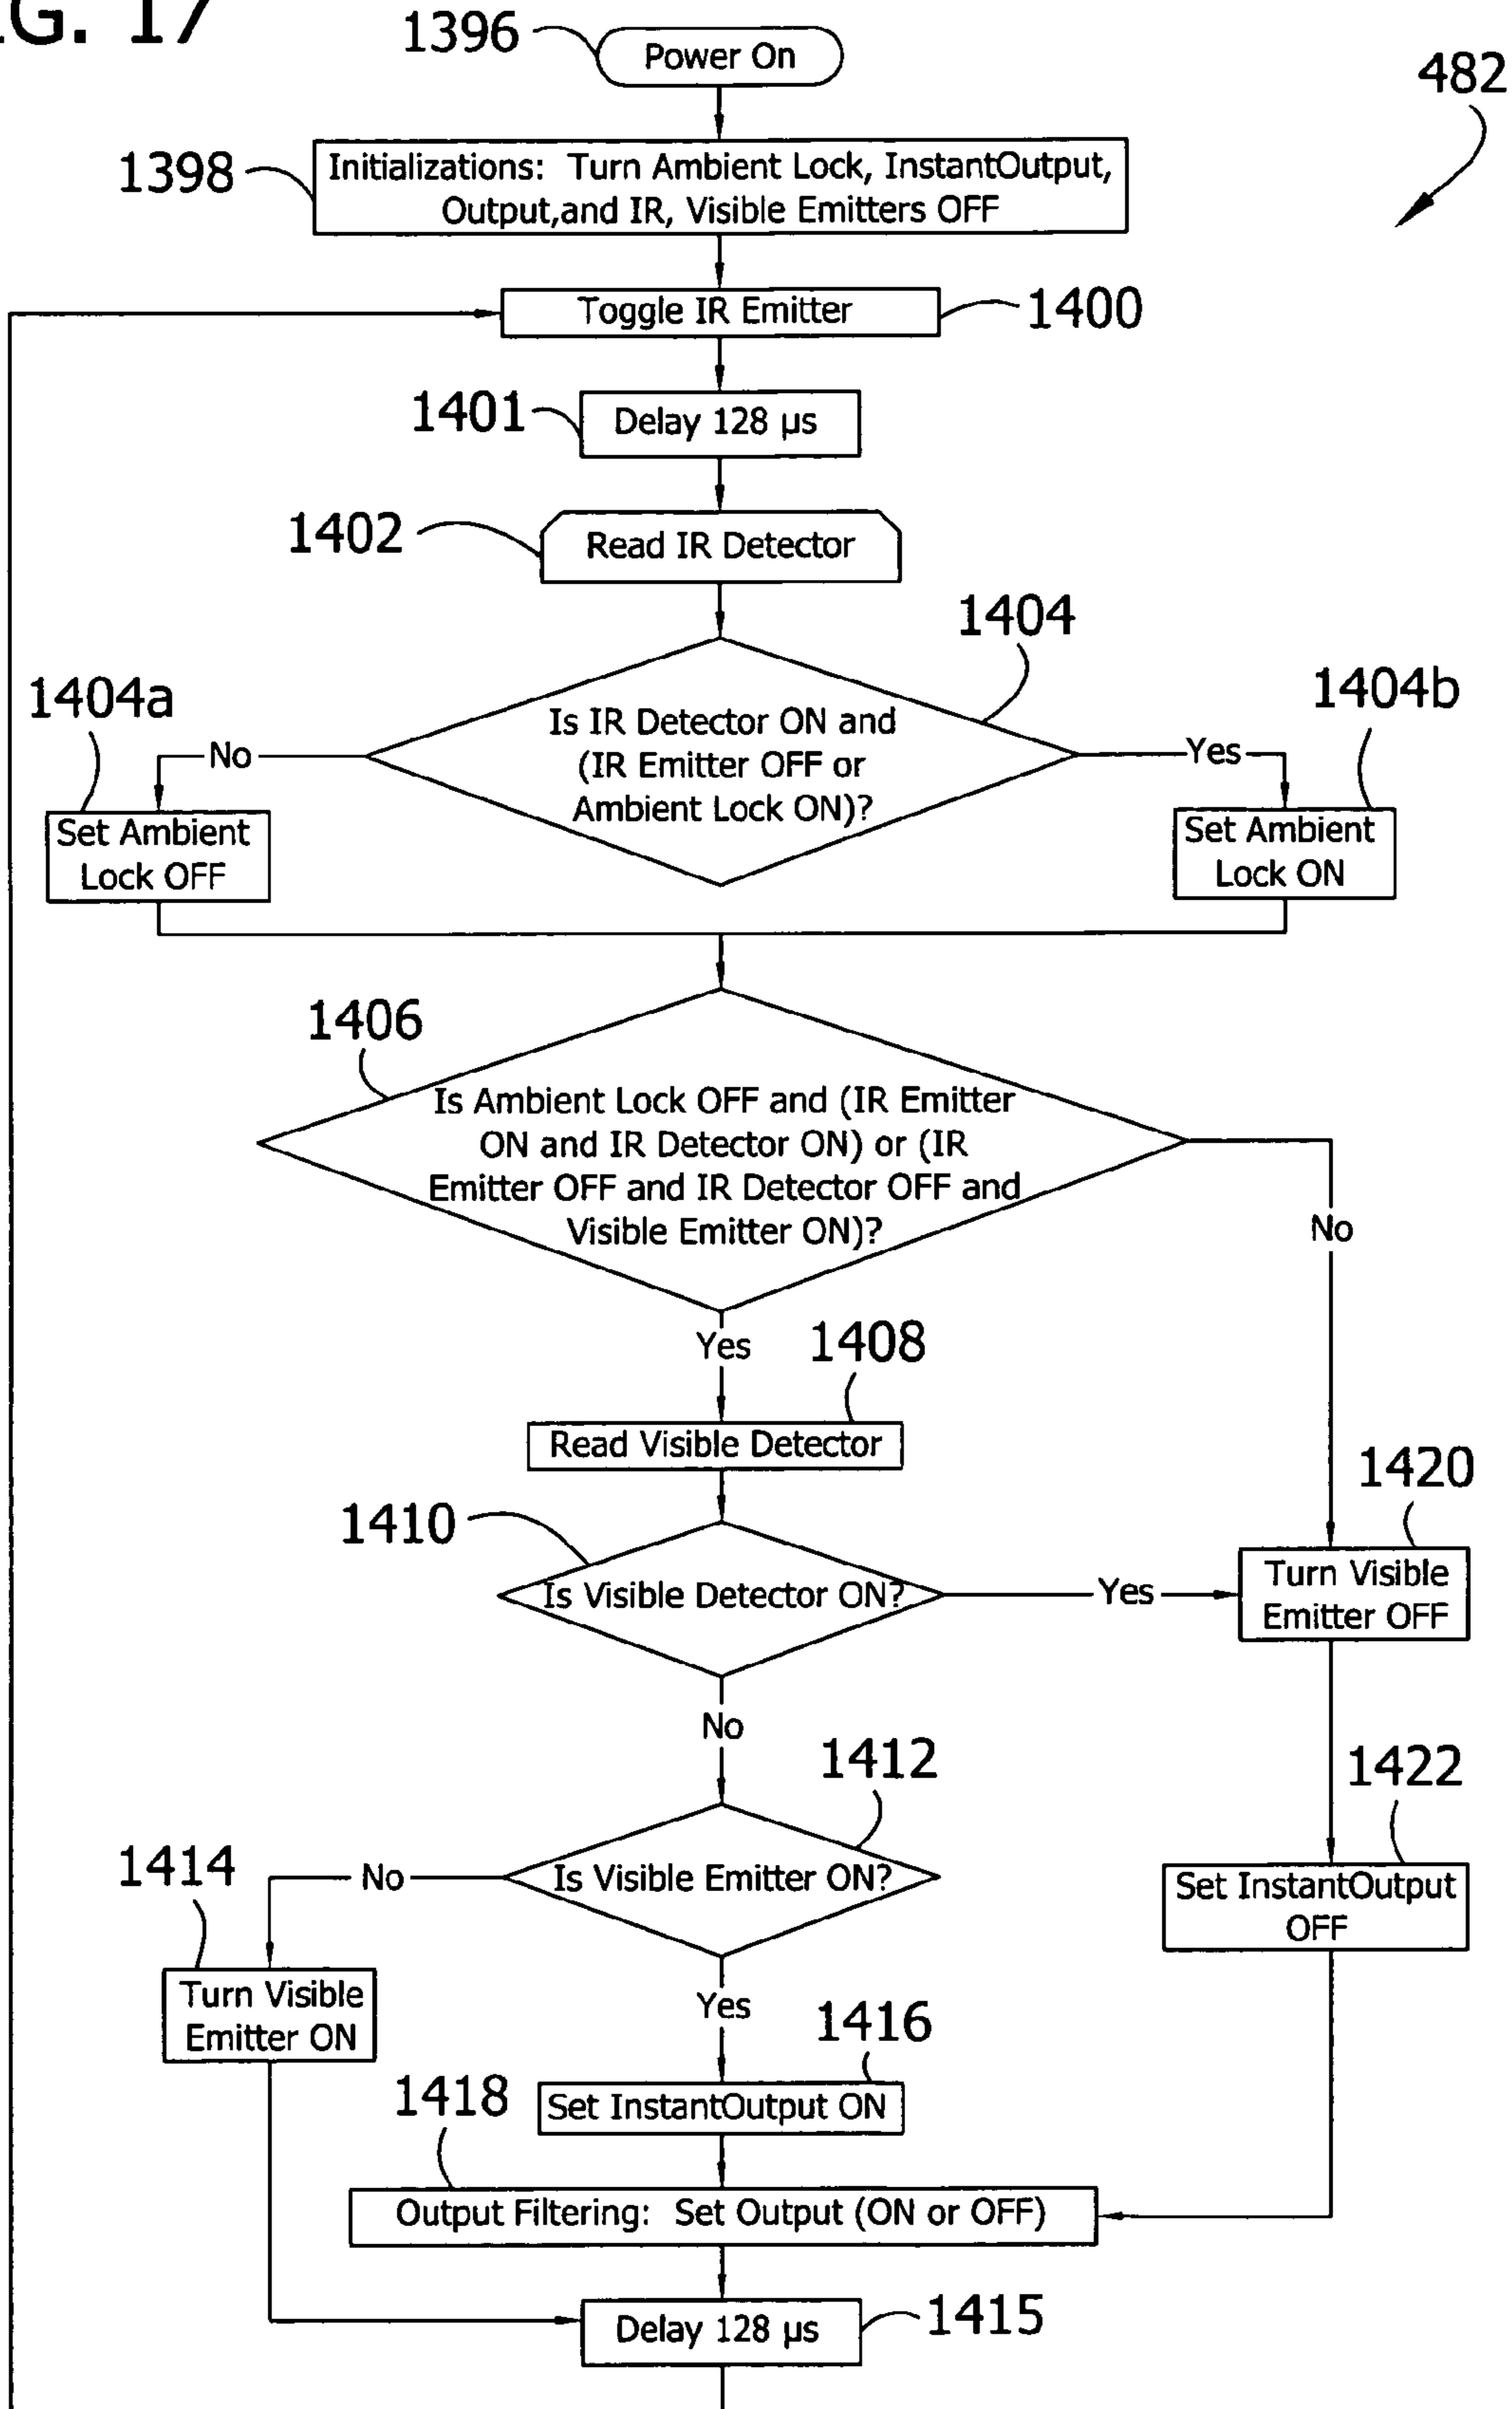 G. 17
1396
Power On
482
1398
Initializations: Turn Ambient Lock, InstantOutput,
Output,and IR, Visible Emitters OFF
Toggle IR Emitter
1400
1401
Delay 128 µs
1402
Read IR Detector
1404
1404a
1404b
Is IR Detector ON and
(IR Emitter OFF or
Ambient Lock ON)?
No
Yes
Set Ambient
Lock OFF
Set Ambient
Lock ON
1406
Is Ambient Lock OFF and (IR Emitter
ON and IR Detector ON) or (IR
Emitter OFF and IR Detector OFF and
Visible Emitter ON)?
No
Yes
1408
Read Visible Detector
1410
1420
Is Visible Detector ON?
Yes
Turn Visible
Emitter OFF
No
1412
1422
1414
No
Is Visible Emitter ON?
Set InstantOutput
OFF
Turn Visible
Emitter ON
Yes
1416
1418
Set InstantOutput ON
Output Filtering: Set Output (ON or OFF)
Delay 128 µs
1415